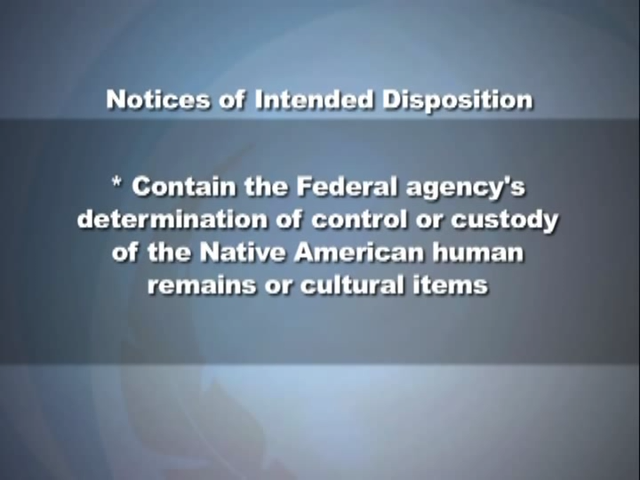 Notices of Intended Disposition
* Contain the Federal agency's
determination of control or custody
of the Native American human
remains or cultural items